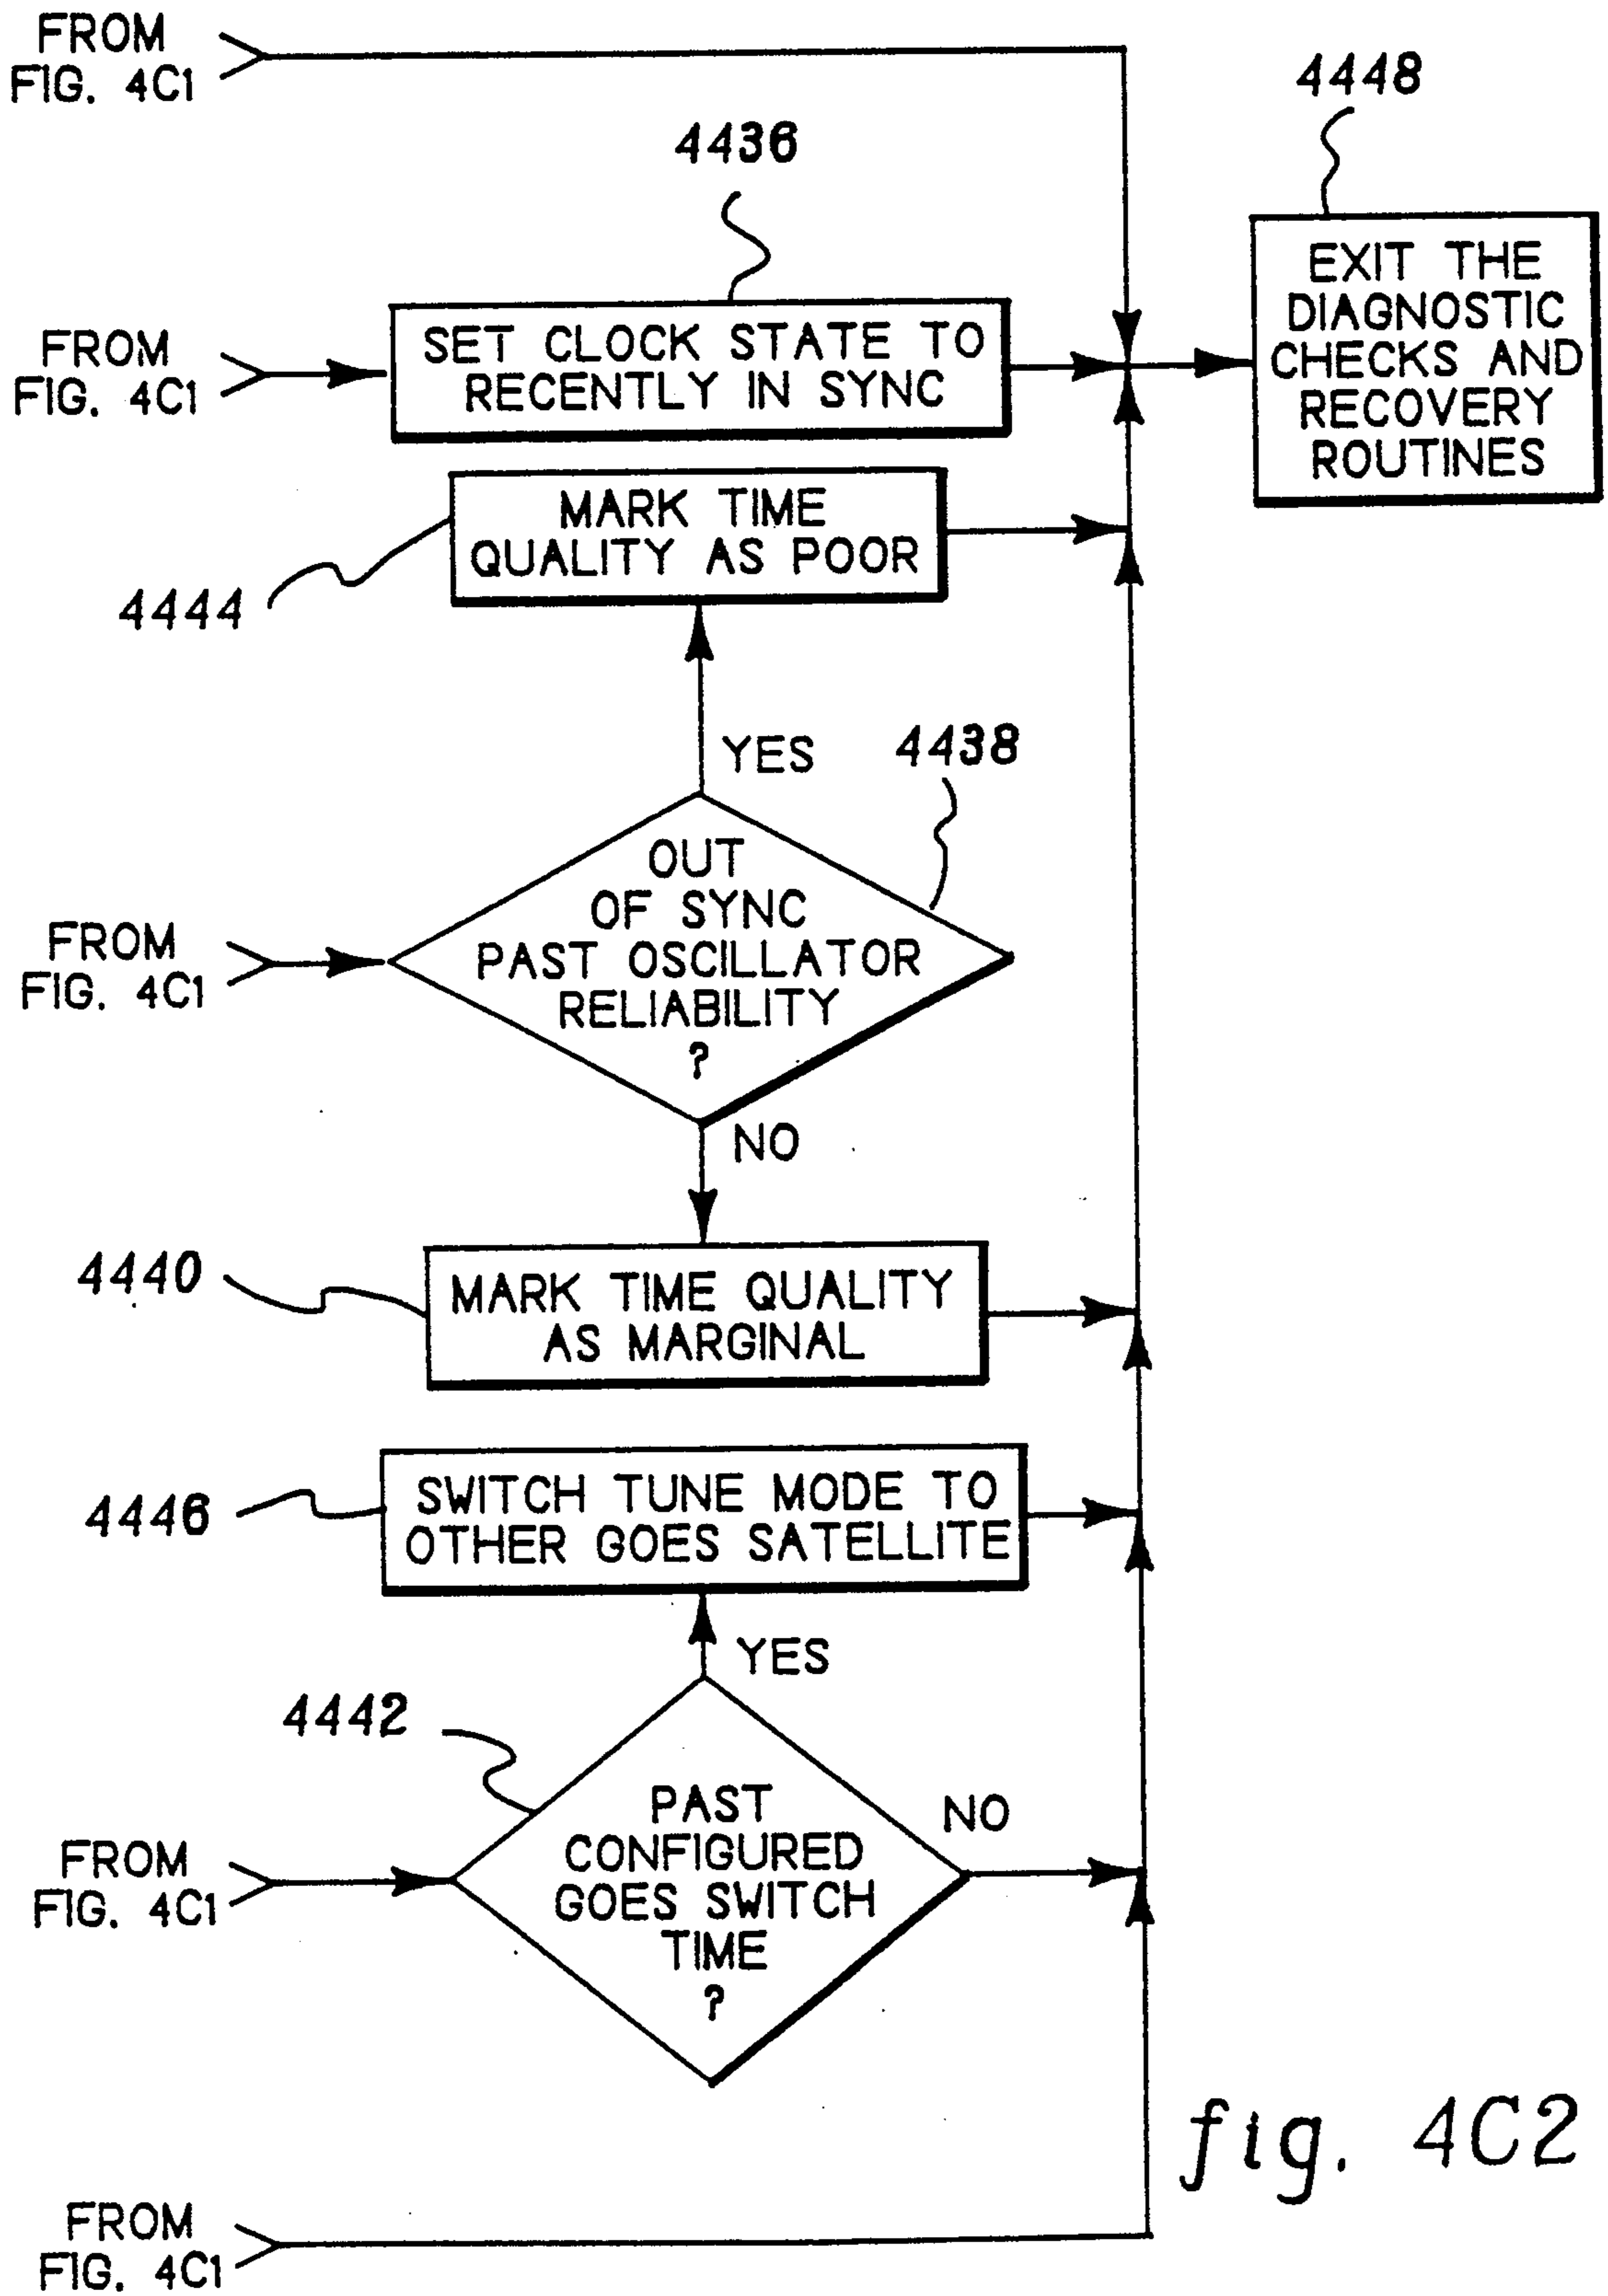 FROM
FIG. 4C1
4448
4436
EXIT THE
DIAGNOSTIC
CHECKS AND
RECOVERY
ROUTINES
FROM
FIG. 4C1
SET CLOCK STATE TO
RECENTLY IN SYNC
MARK TIME
QUALITY AS POOR
4444
YES
4438
OUT
OF SYNC
PAST OSCILLATOR
RELIABILITY
?
FROM
FIG. 4C1
NO
4440
MARK TIME QUALITY
AS MARGINAL
4446
SWITCH TUNE MODE TO
OTHER GOES SATELLITE
YES
4442
PAST
CONFIGURED
GOES SWITCH
TIME
?
NO
FROM
FIG. 4C1
fig. 4C2
FROM
FIG. 4C1